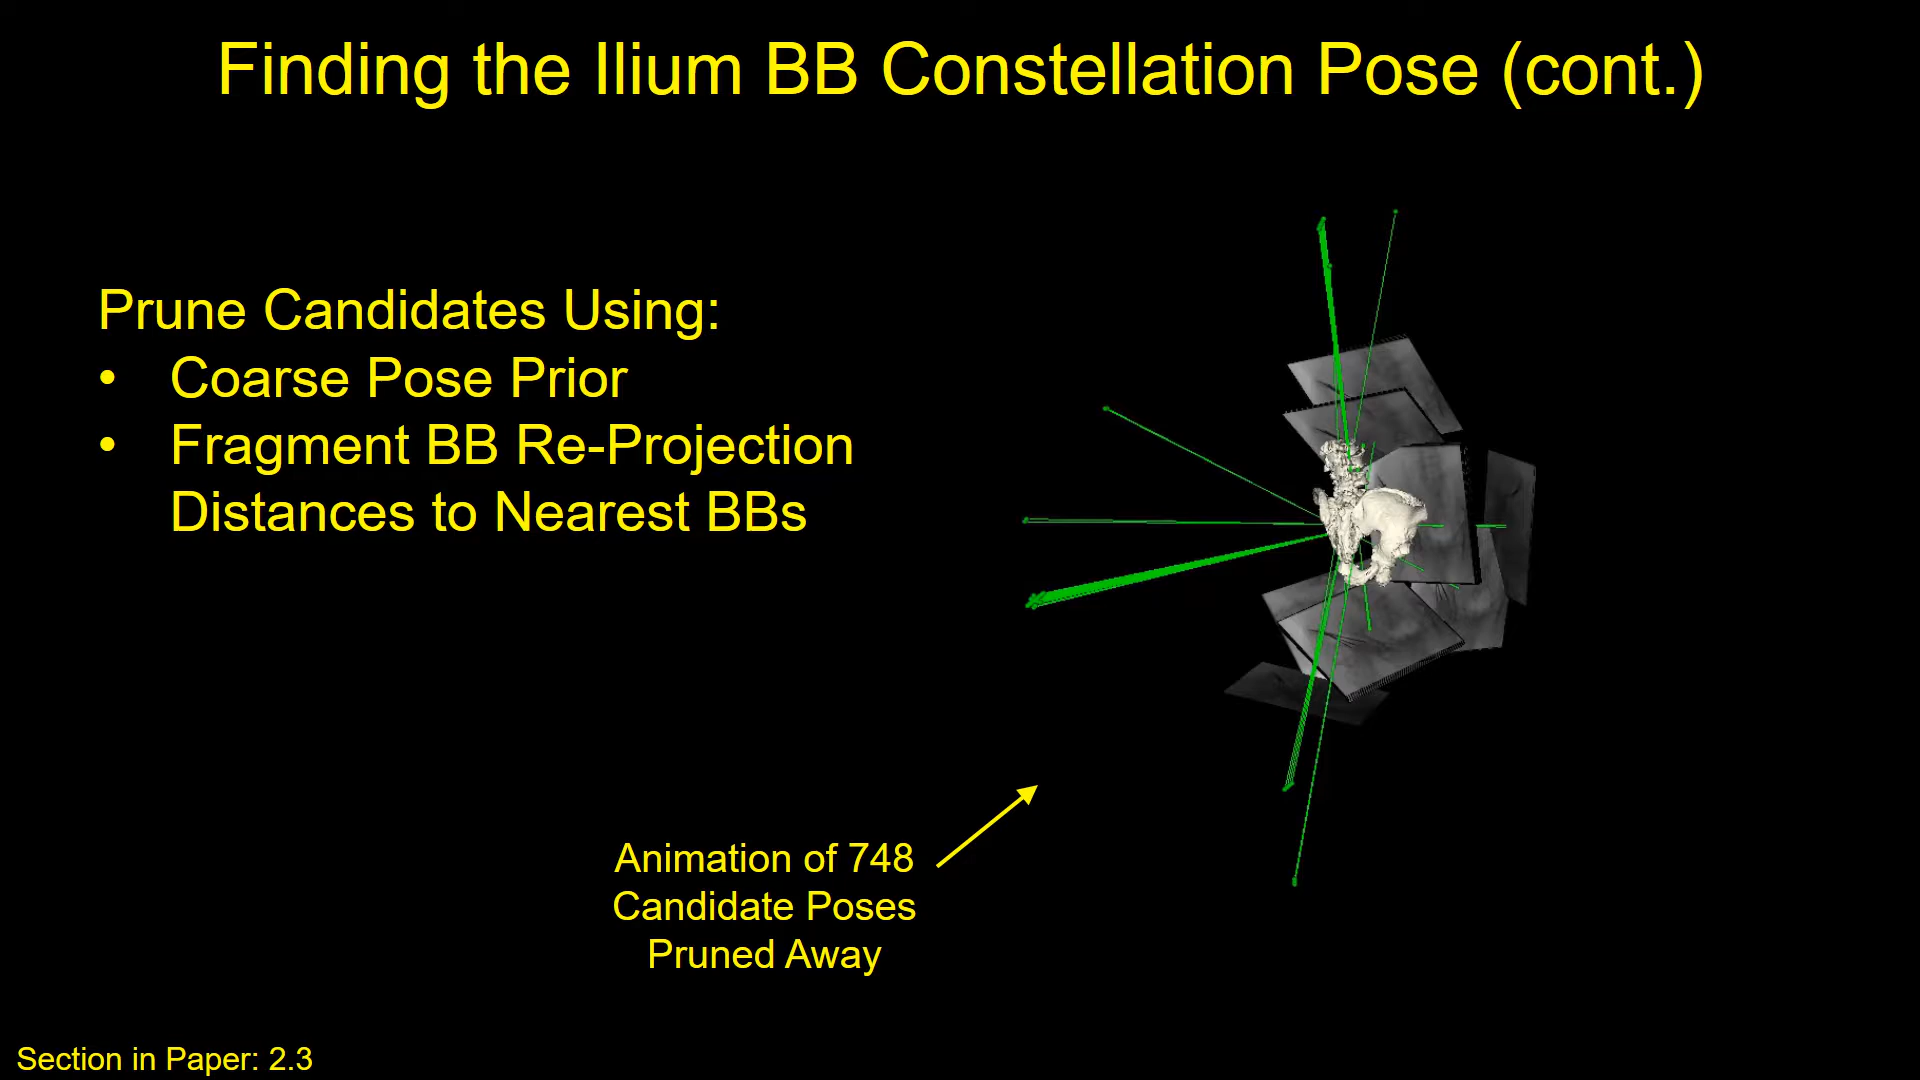 Finding the Ilium BB Constellation Pose (cont.)
Prune Candidates Using:
• Coarse Pose Prior
• Fragment BB Re-Projection
Distances to Nearest BBs
Animation of 748
Candidate Poses
Pruned Away
Section in Paper: 2.3